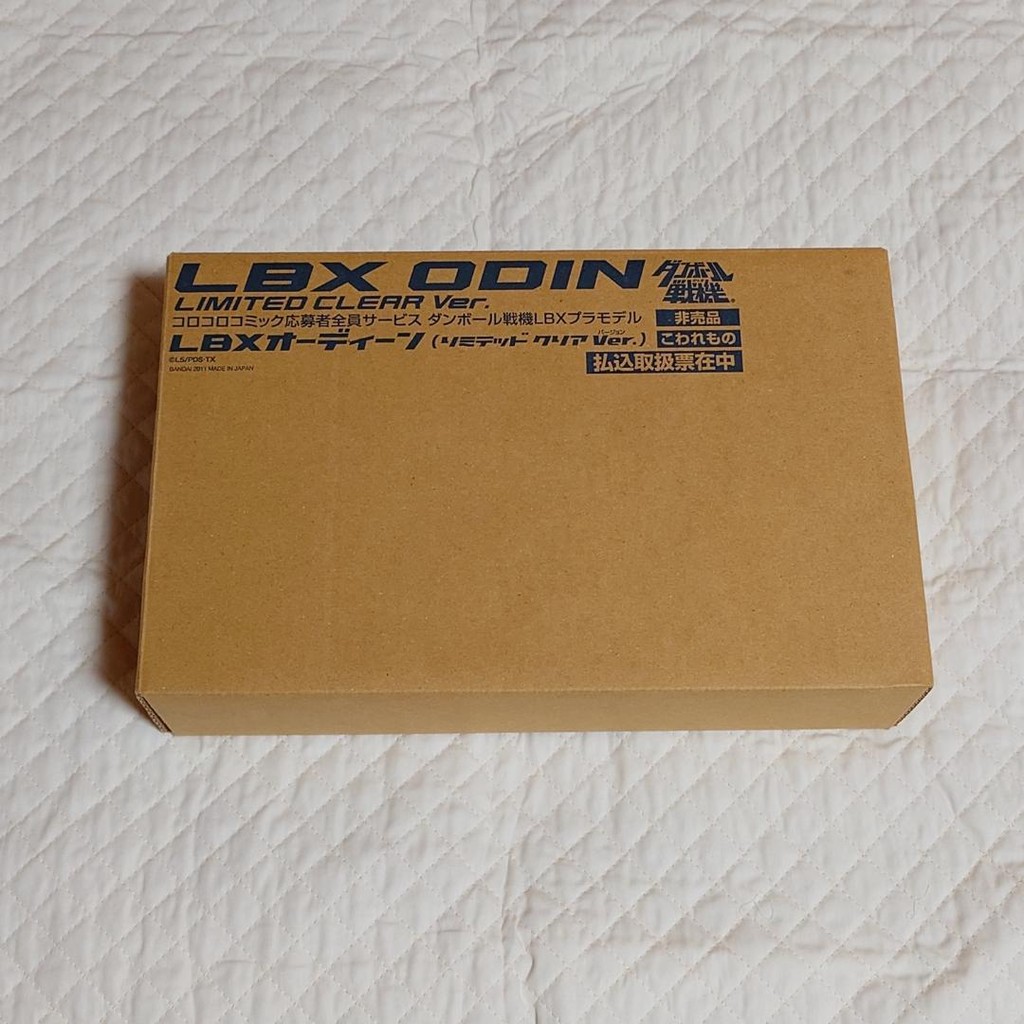 LBX ODIN
ダンボール戦機
LIMITED CLEAR Ver.
コロコロコミック応募者全員サービス ダンボール戦機LBXプラモデル
非売品
バージョン
LBXオーディーン(リミテッド クリア Ver.)
こわれもの
©L5/PDS·TX
払込取扱票在中
BANDAI 2011 MADE IN JAPAN